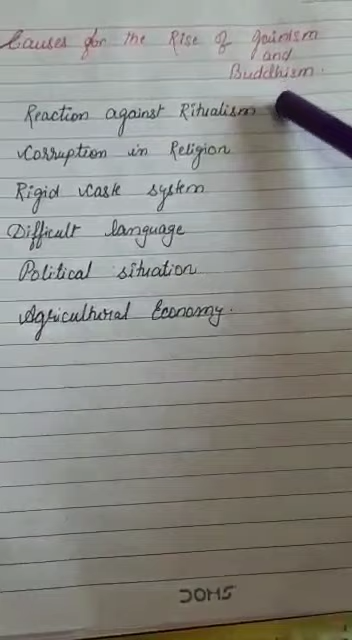 Causes for the Rise of Jainism
and
Buddhism.
Reaction against Ritualism
Corruption in Religion
Rigid Caste system
Difficult language
Political situation
Agricultural Economy.